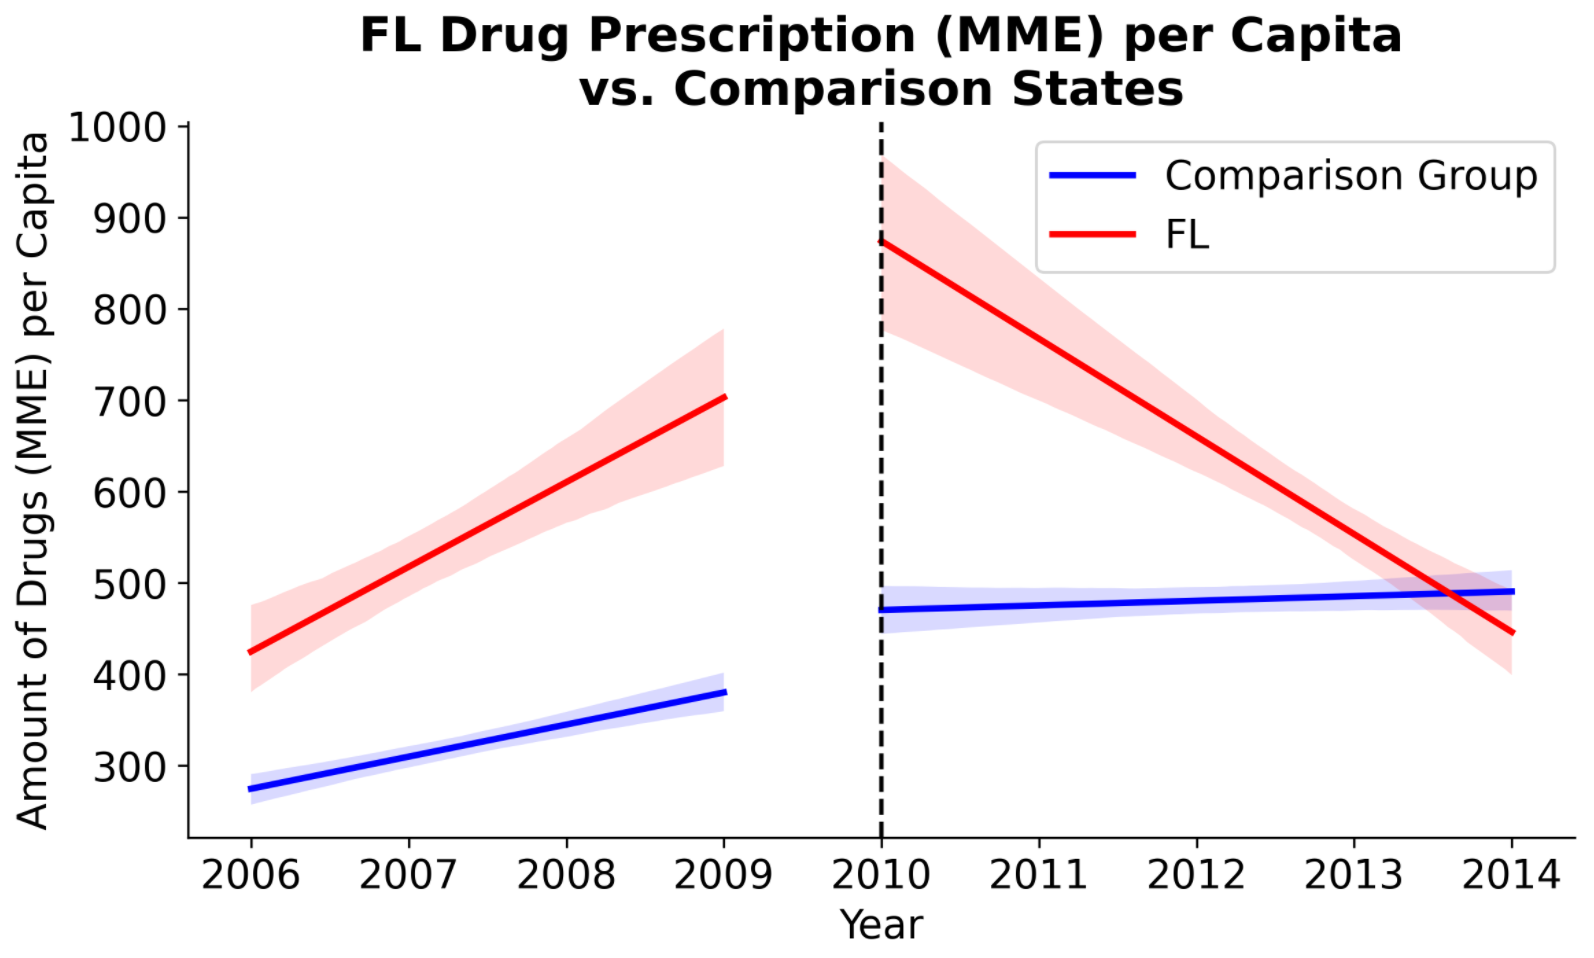 FL Drug Prescription (MME) per Capita
vs. Comparison States
Amount of Drugs (MME) per Capita
1000
900
800
700
600
500
400
300
Comparison Group
FL
2006 2007 2008 2009 2010 2011 2012 2013 2014
Year